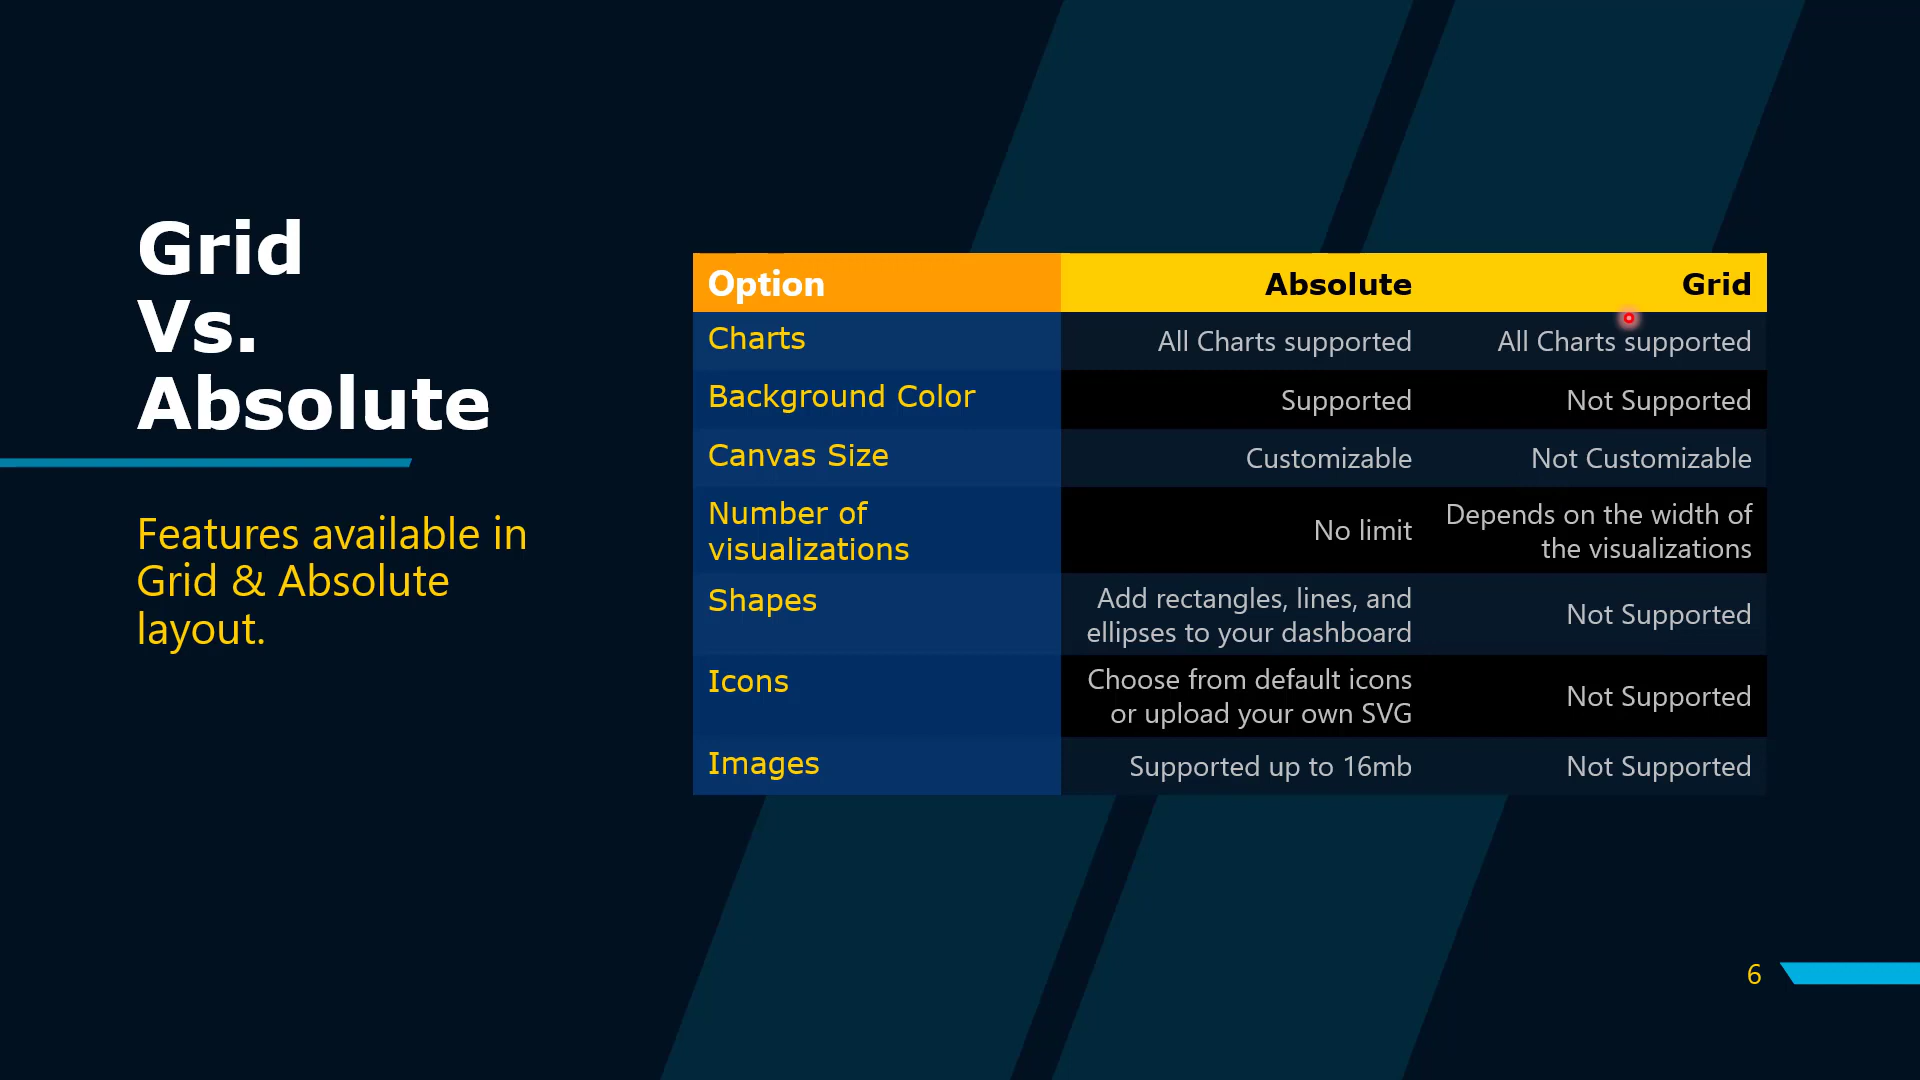 Grid
Vs.
Absolute
Features available in
Grid & Absolute
layout.
Option Absolute Grid
Charts All Charts supported All Charts supported
Background Color Supported Not Supported
Canvas Size Customizable Not Customizable
Number of visualizations No limit Depends on the width of the visualizations
Shapes Add rectangles, lines, and ellipses to your dashboard Not Supported
Icons Choose from default icons or upload your own SVG Not Supported
Images Supported up to 16mb Not Supported
6